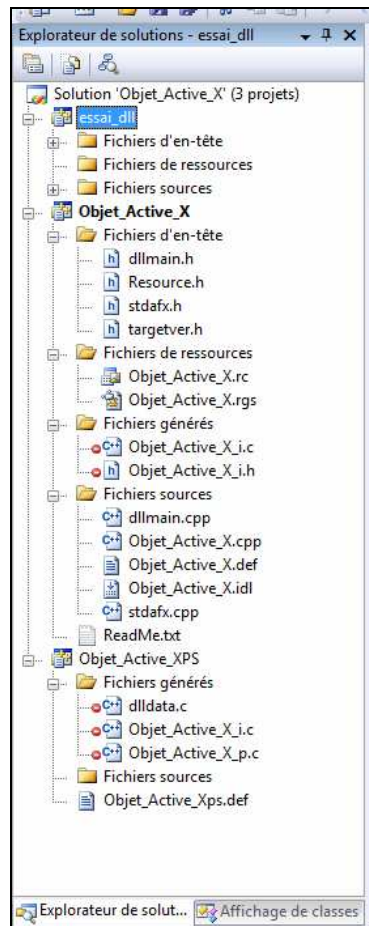 Explorateur de solutions - essai_dll
Solution 'Objet_Active_X' (3 projets)
essai_dll
Fichiers d'en-tête
Fichiers de ressources
Fichiers sources
Objet_Active_X
Fichiers d'en-tête
dllmain.h
Resource.h
stdafx.h
targetver.h
Fichiers de ressources
Objet_Active_X.rc
Objet_Active_X.rgs
Fichiers générés
Objet_Active_X_i.c
Objet_Active_X_i.h
Fichiers sources
dllmain.cpp
Objet_Active_X.cpp
Objet_Active_X.def
Objet_Active_X.idl
stdafx.cpp
ReadMe.txt
Objet_Active_XPS
Fichiers générés
dlldata.c
Objet_Active_X_i.c
Objet_Active_X_p.c
Fichiers sources
Objet_Active_Xps.def
Explorateur de solut... Affichage de classes